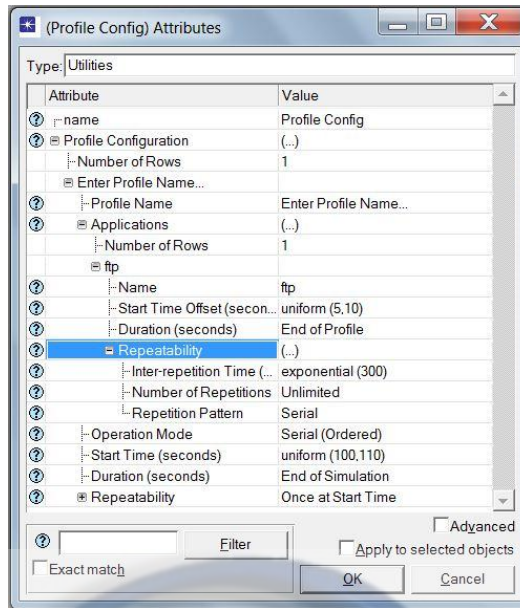 (Profile Config) Attributes
Type: Utilities
Attribute Value
name Profile Config
Profile Configuration (...)
Number of Rows 1
Enter Profile Name...
Profile Name Enter Profile Name...
Applications (...)
Number of Rows 1
ftp
Name ftp
Start Time Offset (secon... uniform (5,10)
Duration (seconds) End of Profile
Repeatability (...)
Inter-repetition Time (... exponential (300)
Number of Repetitions Unlimited
Repetition Pattern Serial
Operation Mode Serial (Ordered)
Start Time (seconds) uniform (100,110)
Duration (seconds) End of Simulation
Repeatability Once at Start Time
Advanced
Filter
Apply to selected objects
Exact match
OK Cancel